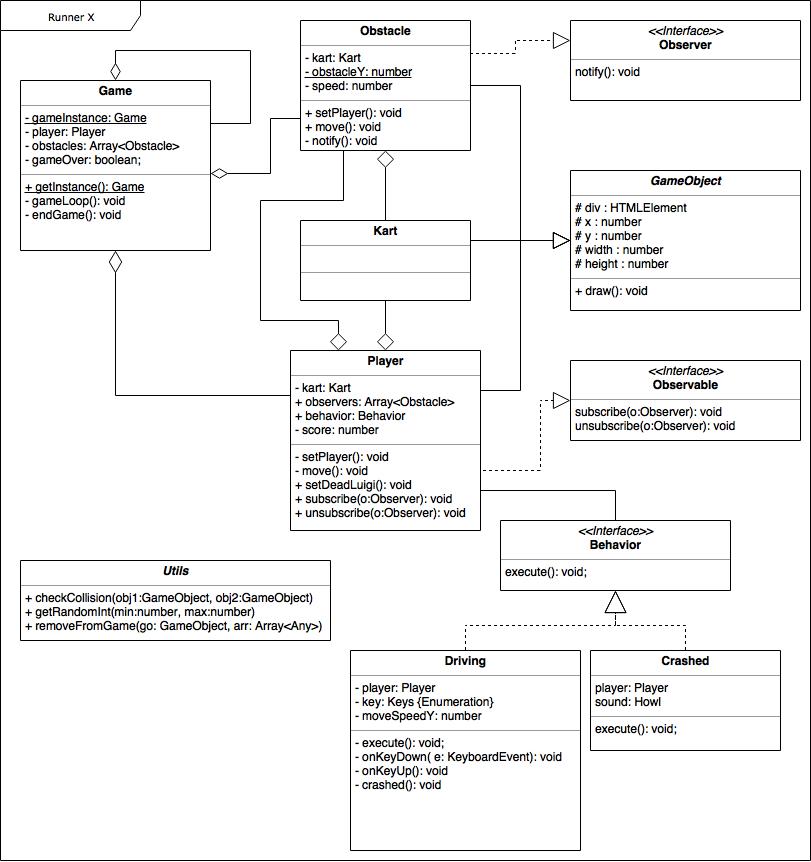 Runner X
Obstacle
- kart: Kart
- obstacleY: number
- speed: number
+ setPlayer(): void
+ move(): void
- notify(): void
<<Interface>>
Observer
notify(): void
Game
- gameInstance: Game
- player: Player
- obstacles: Array<Obstacle>
- gameOver: boolean;
+ getInstance(): Game
- gameLoop(): void
- endGame(): void
GameObject
# div : HTMLElement
# x : number
# y : number
# width : number
# height : number
+ draw(): void
Kart
Player
- kart: Kart
+ observers: Array<Obstacle>
+ behavior: Behavior
- score: number
- setPlayer(): void
- move(): void
+ setDeadLuigi(): void
+ subscribe(o:Observer): void
+ unsubscribe(o:Observer): void
<<Interface>>
Observable
subscribe(o:Observer): void
unsubscribe(o:Observer): void
<<Interface>>
Behavior
execute(): void;
Utils
+ checkCollision(obj1:GameObject, obj2:GameObject)
+ getRandomInt(min:number, max:number)
+ removeFromGame(go: GameObject, arr: Array<Any>)
Driving
- player: Player
- key: Keys {Enumeration}
- moveSpeedY: number
- execute(): void;
- onKeyDown( e: KeyboardEvent): void
- onKeyUp(): void
- crashed(): void
Crashed
player: Player
sound: Howl
execute(): void;